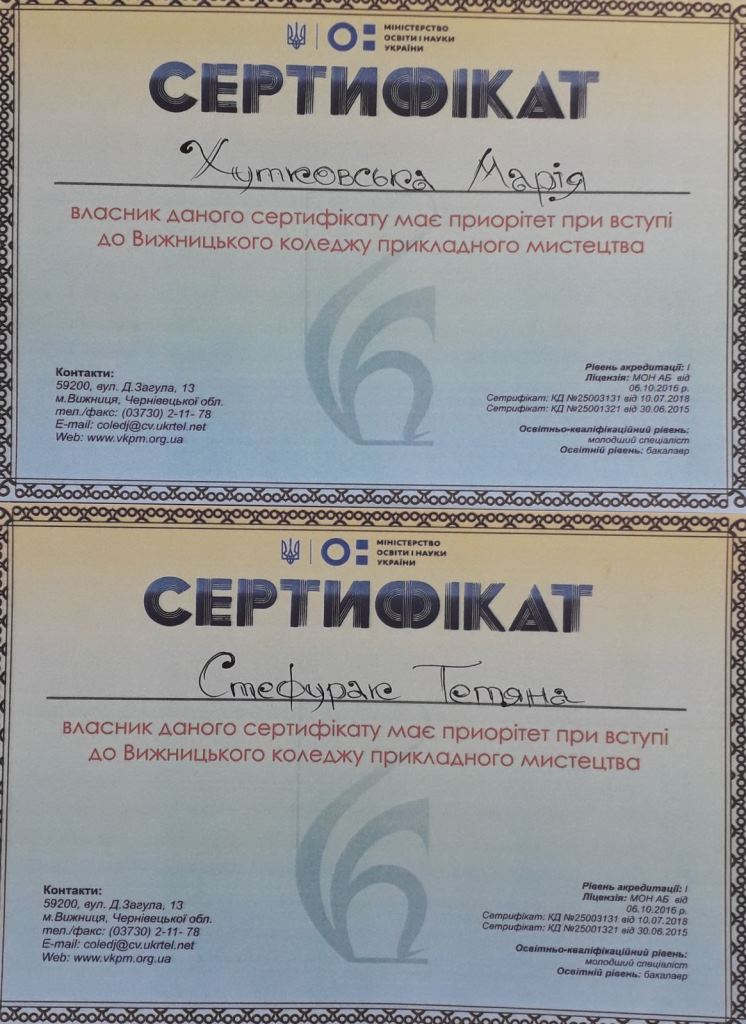 МІНІСТЕРСТВО
ОСВІТИ І НАУКИ
УКРАЇНИ
СЕРТИФІКАТ
Хутковська Марія
власник даного сертифікату має приорітет при вступі
до Вижницького коледжу прикладного мистецтва
Контакти:
59200, вул. Д.Загула, 13
м.Вижниця, Чернівецької обл.
тел./факс: (03730) 2-11- 78
E-mail: coledj@cv.ukrtel.net
Web: www.vkpm.org.ua
Рівень акредитації: І
Ліцензія: МОН АБ від
06.10.2016 р.
Сетрифікат: КД №25003131 від 10.07.2018
Сетрифікат: КД №25001321 від 30.06.2015
Освітньо-кваліфікаційний рівень:
молодший спеціаліст
Освітній рівень: бакалавр
МІНІСТЕРСТВО
ОСВІТИ І НАУКИ
УКРАЇНИ
СЕРТИФІКАТ
Стефурак Тетяна
власник даного сертифікату має приорітет при вступі
до Вижницького коледжу прикладного мистецтва
Контакти:
59200, вул. Д.Загула, 13
м.Вижниця, Чернівецької обл.
тел./факс: (03730) 2-11- 78
E-mail: coledj@cv.ukrtel.net
Web: www.vkpm.org.ua
Рівень акредитації: І
Ліцензія: МОН АБ від
06.10.2016 р.
Сетрифікат: КД №25003131 від 10.07.2018
Сетрифікат: КД №25001321 від 30.06.2015
Освітньо-кваліфікаційний рівень:
молодший спеціаліст
Освітній рівень: бакалавр